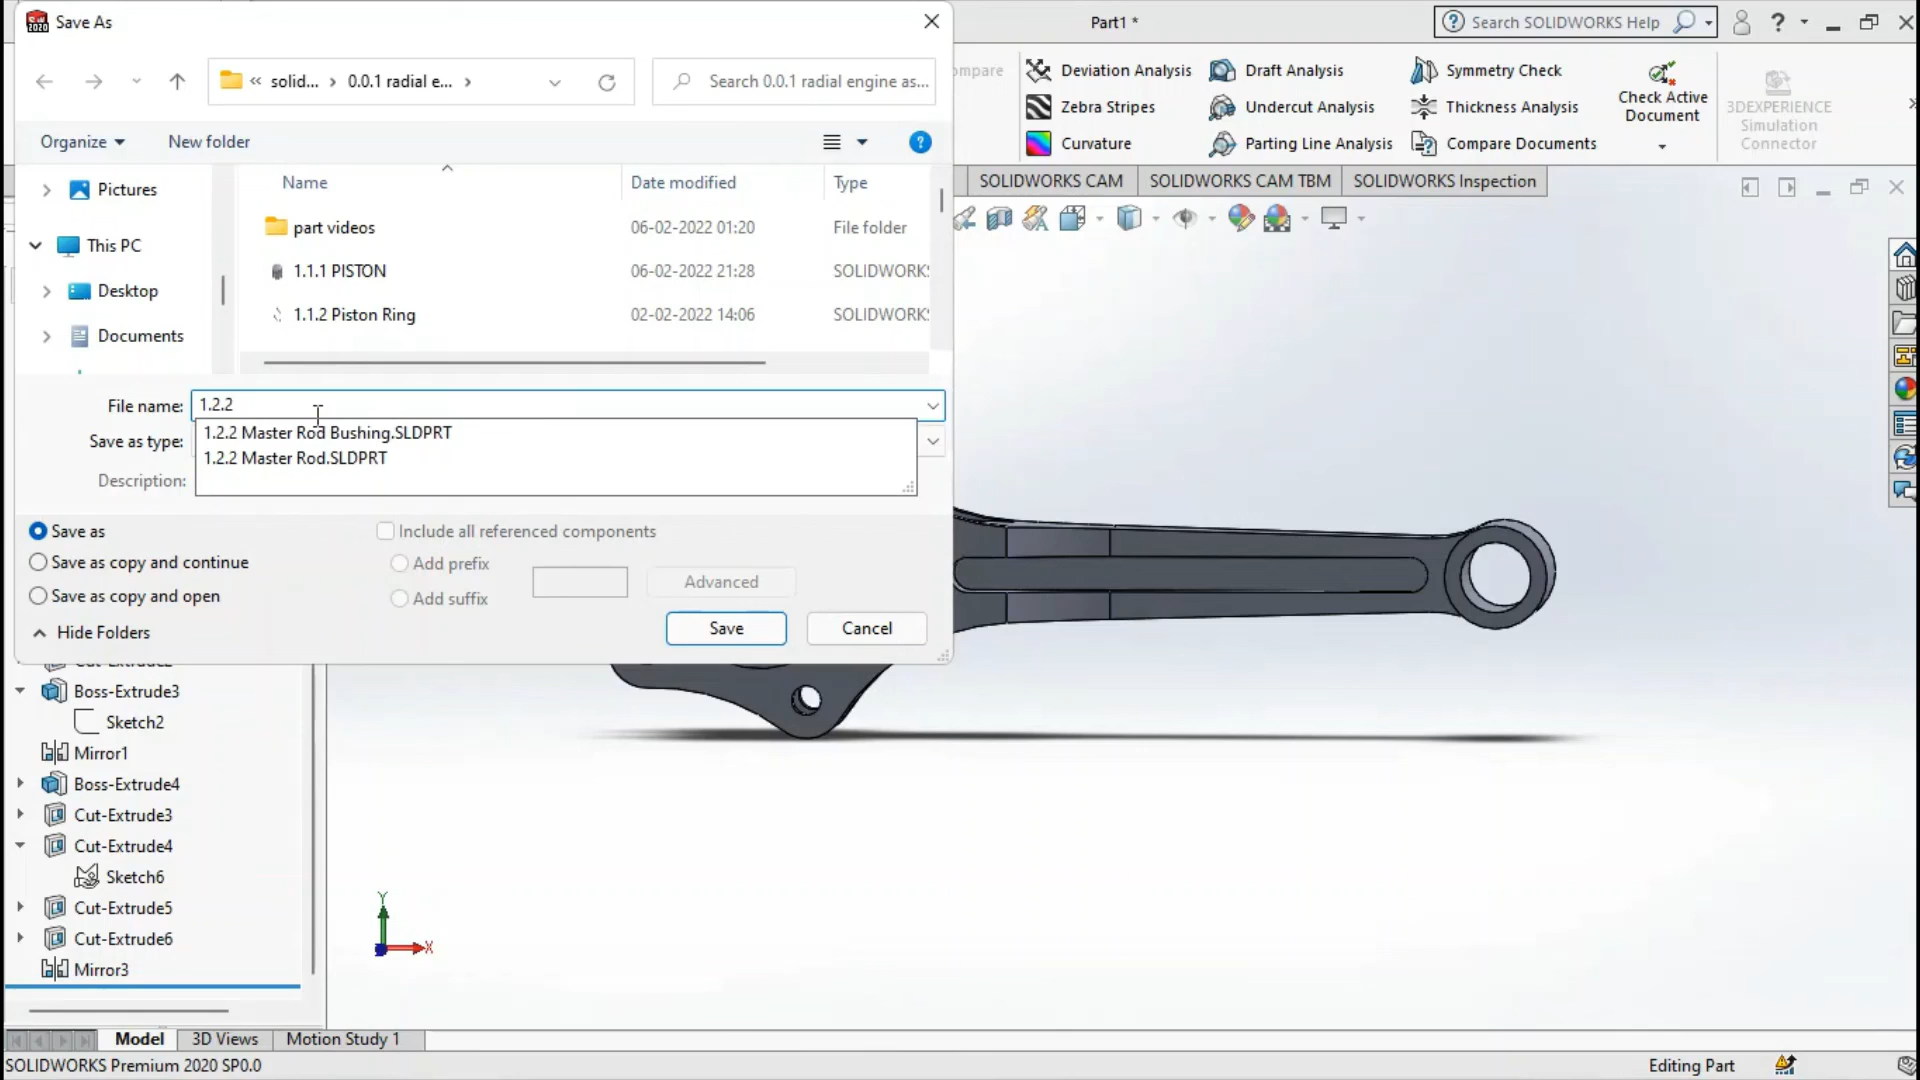 Save As
Part1 *
Search SOLIDWORKS Help
solid...
0.0.1 radial e...
Search 0.0.1 radial engine as...
Deviation Analysis
Draft Analysis
Symmetry Check
Zebra Stripes
Undercut Analysis
Thickness Analysis
Check Active
Document
3DEXPERIENCE
Simulation
Connector
Curvature
Parting Line Analysis
Compare Documents
Organize
New folder
SOLIDWORKS CAM
SOLIDWORKS CAM TBM
SOLIDWORKS Inspection
Name
Date modified
Type
Pictures
This PC
Desktop
Documents
part videos
06-02-2022 01:20
File folder
1.1.1 PISTON
06-02-2022 21:28
SOLIDWORKS
1.1.2 Piston Ring
02-02-2022 14:06
SOLIDWORKS
File name:
1.2.2
Save as type:
1.2.2 Master Rod Bushing.SLDPRT
1.2.2 Master Rod.SLDPRT
Description:
Save as
Save as copy and continue
Save as copy and open
Include all referenced components
Add prefix
Add suffix
Advanced
Hide Folders
Save
Cancel
Boss-Extrude3
Sketch2
Mirror1
Boss-Extrude4
Cut-Extrude3
Cut-Extrude4
Sketch6
Cut-Extrude5
Cut-Extrude6
Mirror3
Y
X
Model
3D Views
Motion Study 1
SOLIDWORKS Premium 2020 SP0.0
Editing Part